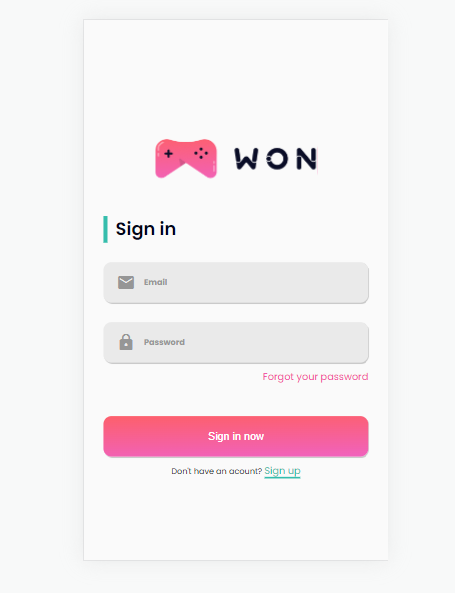 WON
Sign in
Email
Password
Forgot your password
Sign in now
Don't have an acount? Sign up